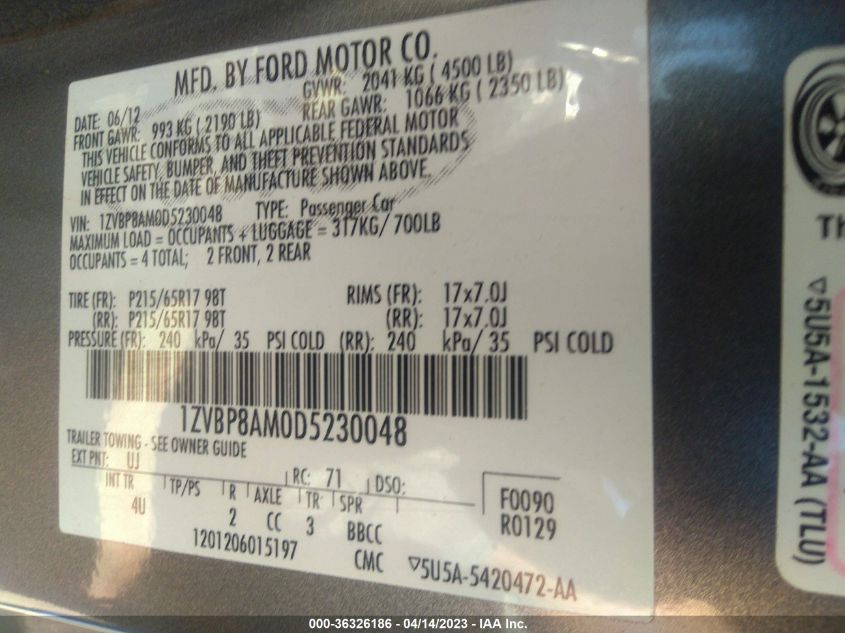 MFD. BY FORD MOTOR CO.
DATE: 06/12 GVWR: 2041 KG ( 4500 LB)
FRONT GAWR: 993 KG ( 2190 LB) REAR GAWR: 1066 KG ( 2350 LB)
THIS VEHICLE CONFORMS TO ALL APPLICABLE FEDERAL MOTOR
VEHICLE SAFETY, BUMPER, AND THEFT PREVENTION STANDARDS
IN EFFECT ON THE DATE OF MANUFACTURE SHOWN ABOVE.
VIN: 1ZVBP8AM0D5230048 TYPE: Passenger Car
MAXIMUM LOAD = OCCUPANTS + LUGGAGE = 317KG/ 700LB
OCCUPANTS = 4 TOTAL; 2 FRONT, 2 REAR
TIRE (FR): P215/65R17 98T RIMS (FR): 17x7.0J
(RR): P215/65R17 98T (RR): 17x7.0J
PRESSURE (FR): 240 kPa/ 35 PSI COLD (RR): 240 kPa/ 35 PSI COLD
1ZVBP8AM0D5230048
TRAILER TOWING - SEE OWNER GUIDE
EXT PNT: UJ RC: 71 DSO:
INT TR TP/PS R AXLE TR SPR F0090
4U 2 CC 3 BBCC R0129
1201206015197 CMC ▽5U5A-5420472-AA
TH
▽5U5A-1532-AA (TLU)
000-36326186 - 04/14/2023 - IAA Inc.